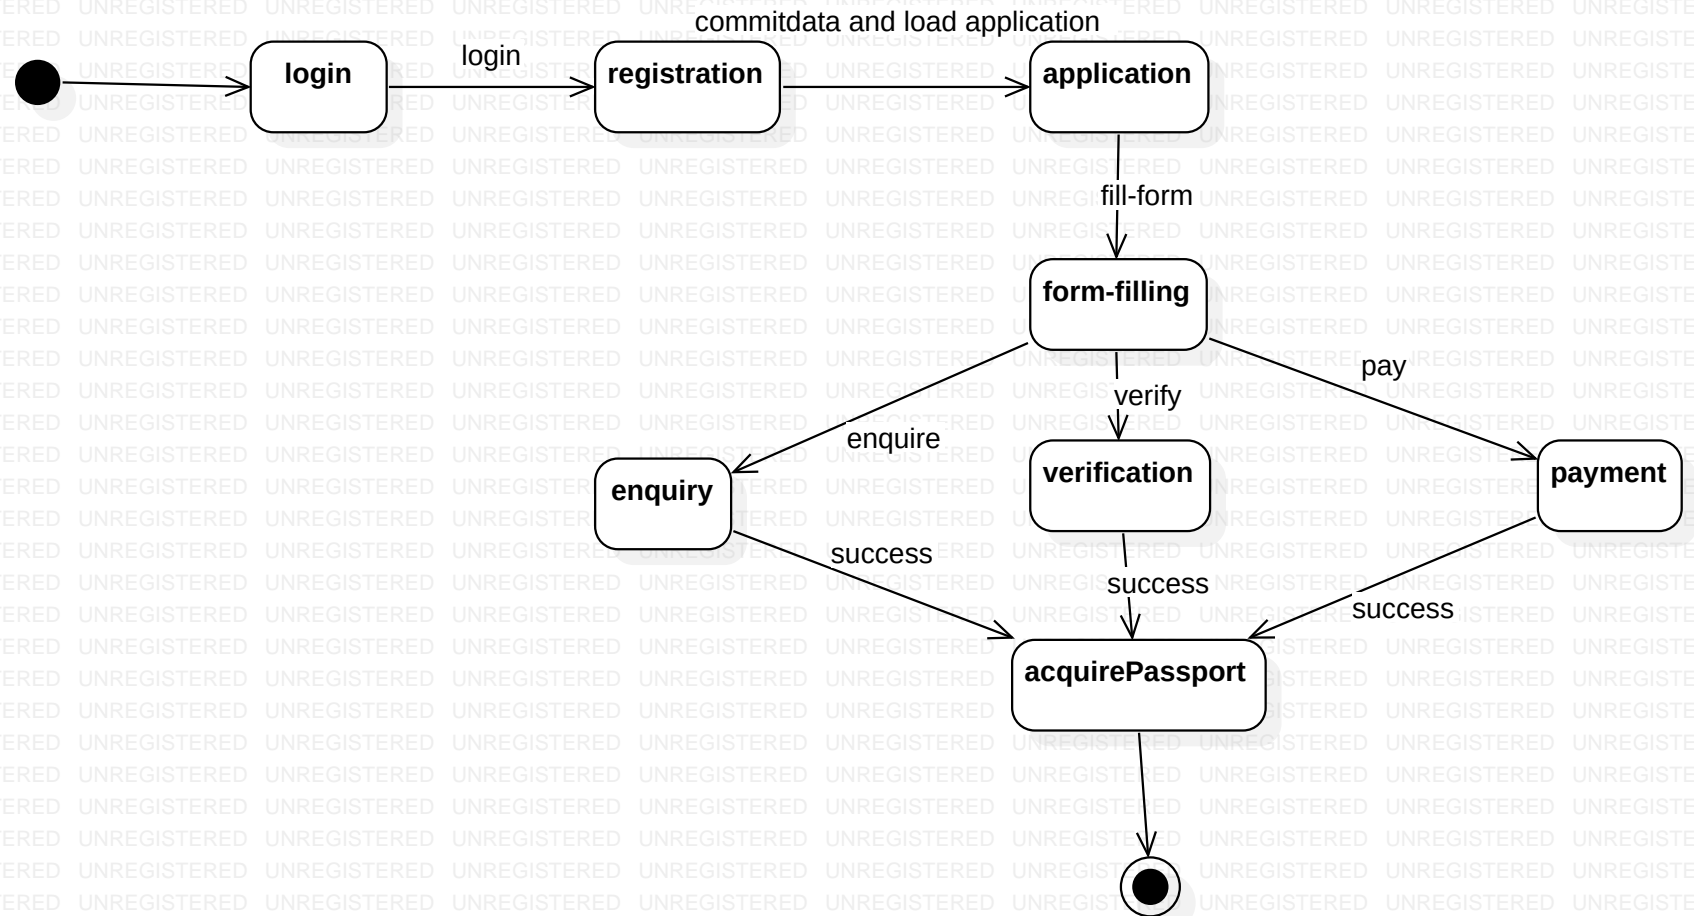 commitdata and load application
login
login
registration
application
fill-form
form-filling
pay
verify
enquire
enquiry
verification
payment
success
success
success
acquirePassport
UNREGISTERED